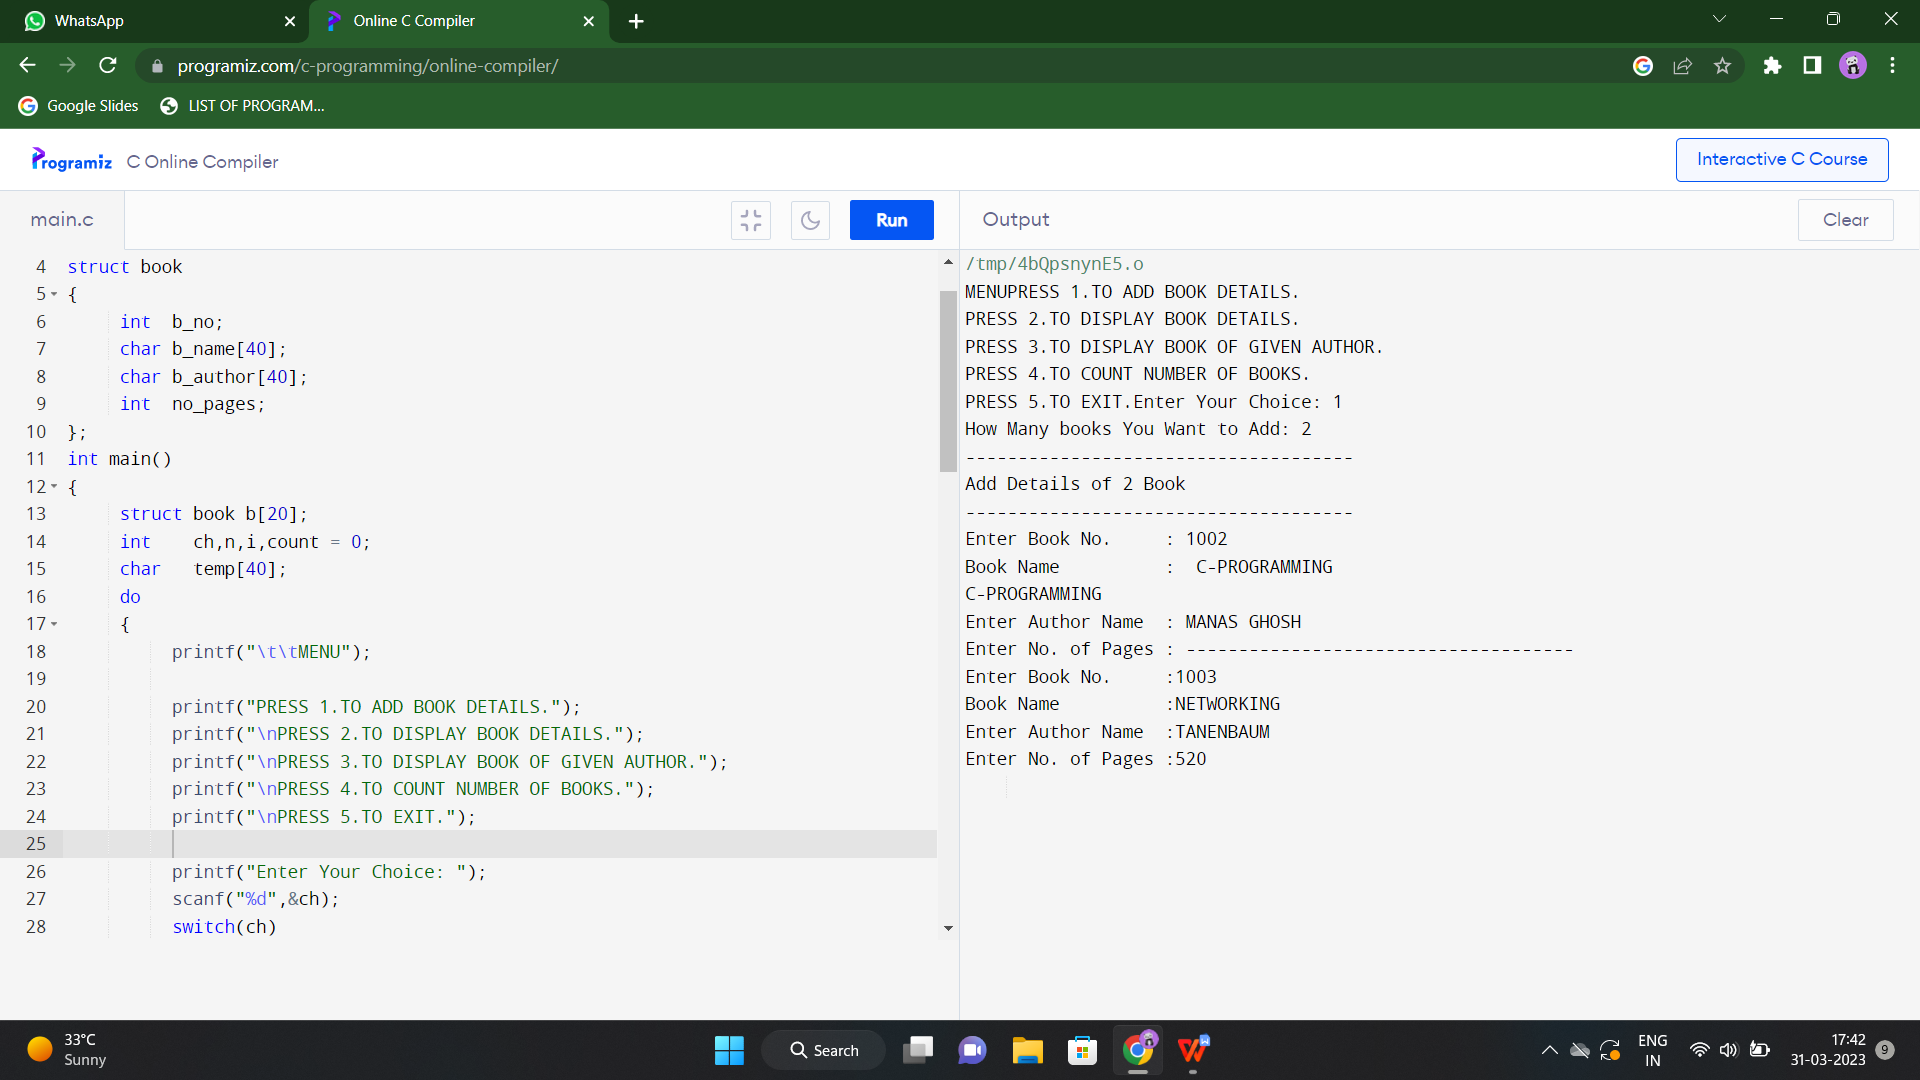 WhatsApp
Online C Compiler
programiz.com/c-programming/online-compiler/
Google Slides
LIST OF PROGRAM...
Programiz C Online Compiler
Interactive C Course
main.c
Run
Output
Clear
4 struct book
5 {
6 int b_no;
7 char b_name[40];
8 char b_author[40];
9 int no_pages;
10 };
11 int main()
12 {
13 struct book b[20];
14 int ch,n,i,count = 0;
15 char temp[40];
16 do
17 {
18 printf("\t\tMENU");
19
20 printf("PRESS 1.TO ADD BOOK DETAILS.");
21 printf("\nPRESS 2.TO DISPLAY BOOK DETAILS.");
22 printf("\nPRESS 3.TO DISPLAY BOOK OF GIVEN AUTHOR.");
23 printf("\nPRESS 4.TO COUNT NUMBER OF BOOKS.");
24 printf("\nPRESS 5.TO EXIT.");
25
26 printf("Enter Your Choice: ");
27 scanf("%d",&ch);
28 switch(ch)
/tmp/4bQpsnynE5.o
MENUPRESS 1.TO ADD BOOK DETAILS.
PRESS 2.TO DISPLAY BOOK DETAILS.
PRESS 3.TO DISPLAY BOOK OF GIVEN AUTHOR.
PRESS 4.TO COUNT NUMBER OF BOOKS.
PRESS 5.TO EXIT.Enter Your Choice: 1
How Many books You Want to Add: 2
-------------------------------------
Add Details of 2 Book
-------------------------------------
Enter Book No. : 1002
Book Name : C-PROGRAMMING
C-PROGRAMMING
Enter Author Name : MANAS GHOSH
Enter No. of Pages : -------------------------------------
Enter Book No. :1003
Book Name :NETWORKING
Enter Author Name :TANENBAUM
Enter No. of Pages :520
33°C
Sunny
Search
ENG
IN
17:42
31-03-2023
9